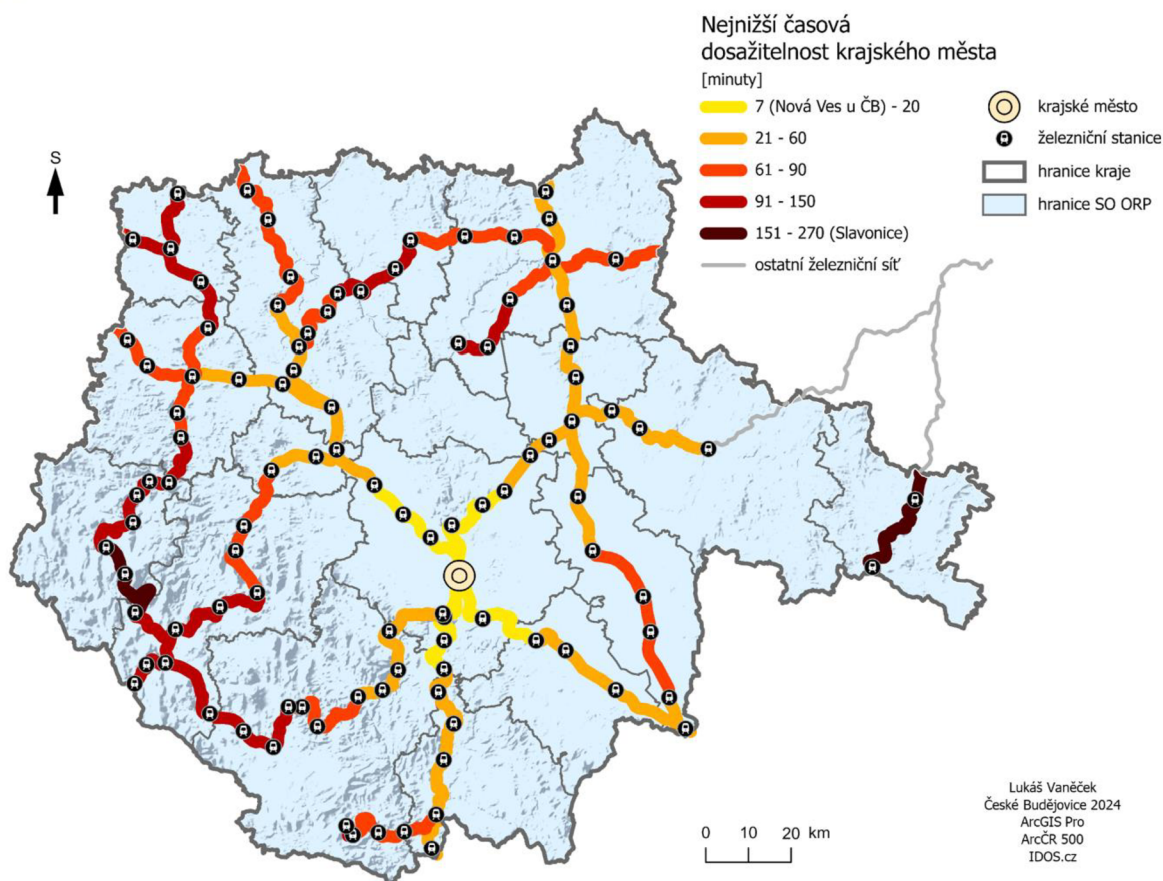 Nejnižší časová
dosažitelnost krajského města
[minuty]
7 (Nová Ves u ČB) - 20
21 - 60
61 - 90
91 - 150
151 - 270 (Slavonice)
ostatní železniční síť
krajské město
železniční stanice
hranice kraje
hranice SO ORP
S
0 10 20 km
Lukáš Vaněček
České Budějovice 2024
ArcGIS Pro
ArcČR 500
IDOS.cz